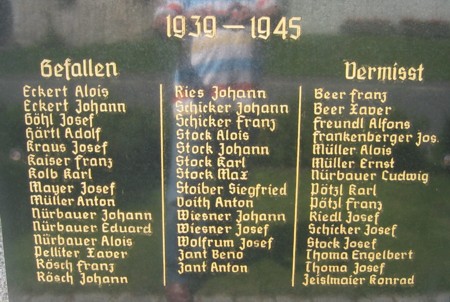 1939 – 1945
Gefallen
Eckert Alois
Eckert Johann
Göhl Josef
Härtl Adolf
Kraus Josef
Kaiser Franz
Kolb Karl
Mayer Josef
Müller Anton
Nürbauer Johann
Nürbauer Eduard
Nürbauer Alois
Pelliter Xaver
Rösch Franz
Rösch Johann
Ries Johann
Schicker Johann
Schicker Franz
Stock Alois
Stock Johann
Stock Karl
Stock Max
Stoiber Siegfried
Voith Anton
Wiesner Johann
Wiesner Josef
Wolfrum Josef
Zant Beno
Zant Anton
Vermisst
Beer Franz
Beer Xaver
Freundl Alfons
Frankenberger Jos.
Müller Alois
Müller Ernst
Nürbauer Ludwig
Pötzl Karl
Pötzl Franz
Riedl Josef
Schicker Josef
Stock Josef
Thoma Engelbert
Thoma Josef
Zeislmaier Konrad